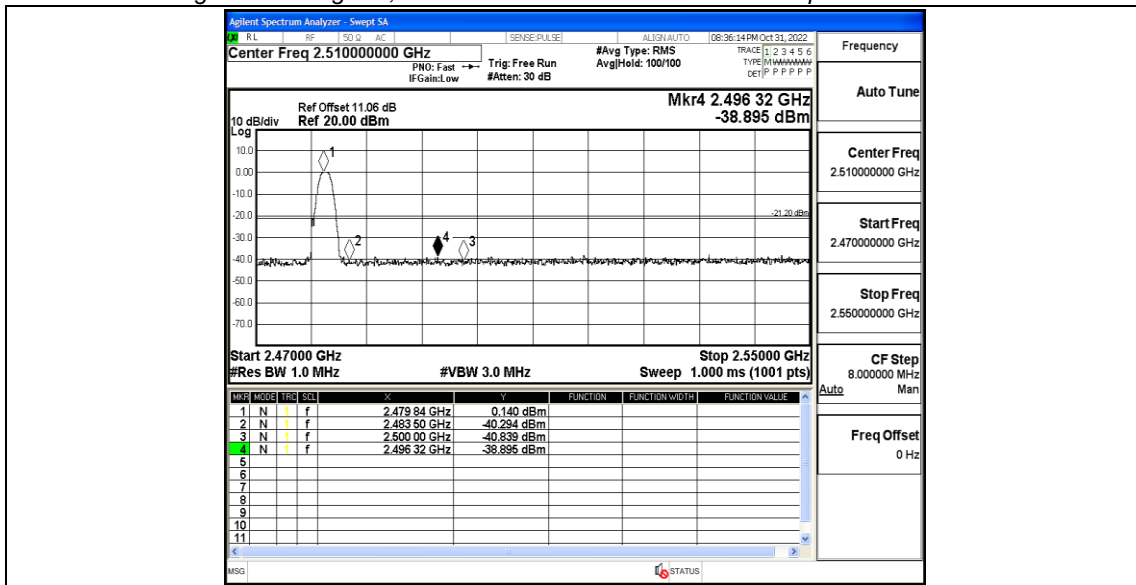 Agilent Spectrum Analyzer - Swept SA
RL RF 50 Ω AC SENSE:PULSE ALIGNAUTO 08:36:14 PM Oct 31, 2022
Center Freq 2.510000000 GHz
PNO: Fast
IFGain:Low
Trig: Free Run
#Atten: 30 dB
#Avg Type: RMS
Avg|Hold: 100/100
TRACE 1 2 3 4 5 6
TYPE
DET P P P P P P
Frequency
Auto Tune
Center Freq
2.510000000 GHz
Start Freq
2.470000000 GHz
Stop Freq
2.550000000 GHz
CF Step
8.000000 MHz
Auto Man
Freq Offset
0 Hz
Mkr4 2.496 32 GHz
-38.895 dBm
Ref Offset 11.06 dB
10 dB/div Ref 20.00 dBm
Log
10.0
0.00
-10.0
-20.0
-30.0
-40.0
-50.0
-60.0
-70.0
1
2
4
3
-21.20 dBm
Start 2.47000 GHz Stop 2.55000 GHz
#Res BW 1.0 MHz #VBW 3.0 MHz Sweep 1.000 ms (1001 pts)
MKR MODE TRC SCL X Y FUNCTION FUNCTION WIDTH FUNCTION VALUE
1 N 1 f 2.479 84 GHz 0.140 dBm
2 N 1 f 2.483 50 GHz -40.294 dBm
3 N 1 f 2.500 00 GHz -40.839 dBm
4 N 1 f 2.496 32 GHz -38.895 dBm
5
6
7
8
9
10
11
MSG STATUS